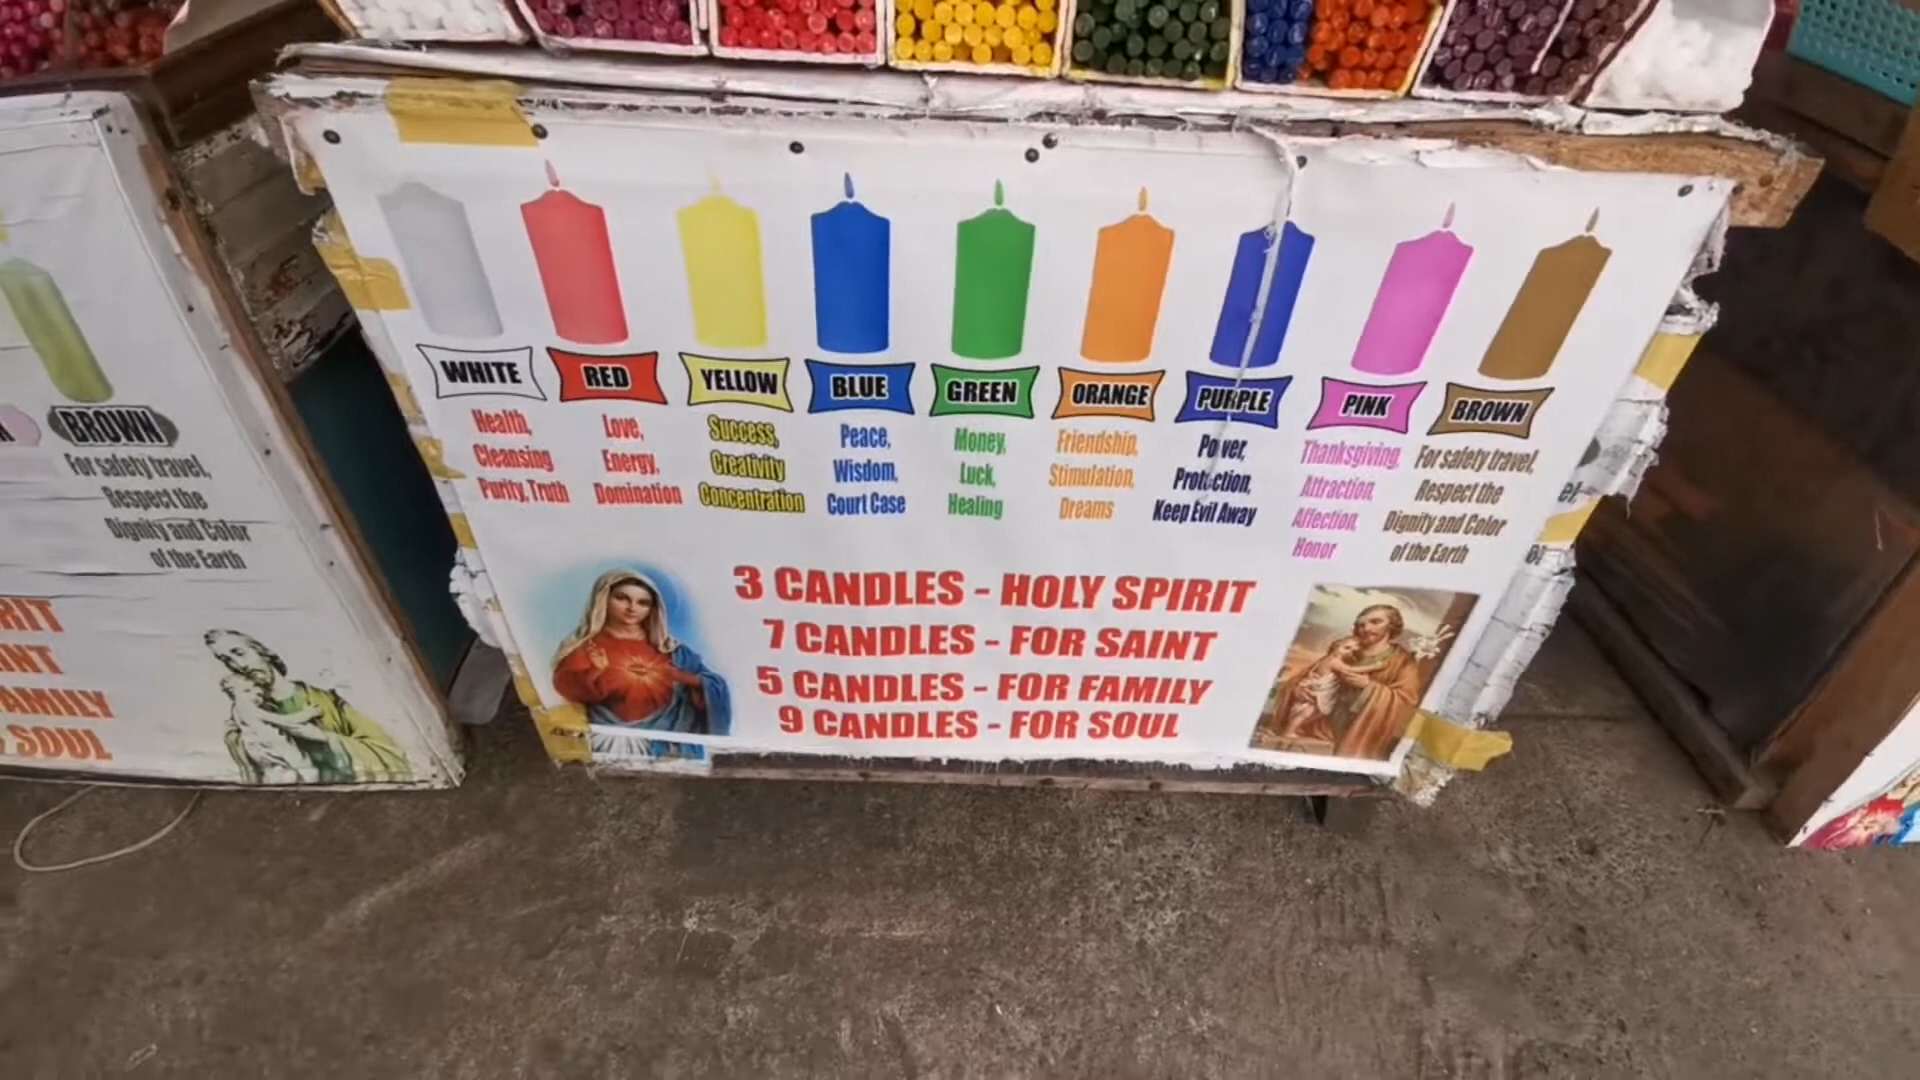 WHITE
Health,
Cleansing
Purity, Truth
RED
Love,
Energy,
Domination
YELLOW
Success,
Creativity
Concentration
BLUE
Peace,
Wisdom,
Court Case
GREEN
Money,
Luck,
Healing
ORANGE
Friendship,
Stimulation,
Dreams
PURPLE
Power,
Protection,
Keep Evil Away
PINK
Thanksgiving,
Attraction,
Affection,
Honor
BROWN
For safety travel,
Respect the
Dignity and Color
of the Earth
3 CANDLES - HOLY SPIRIT
7 CANDLES - FOR SAINT
5 CANDLES - FOR FAMILY
9 CANDLES - FOR SOUL
BROWN
For safety travel,
Respect the
Dignity and Color
of the Earth
FAMILY
SOUL